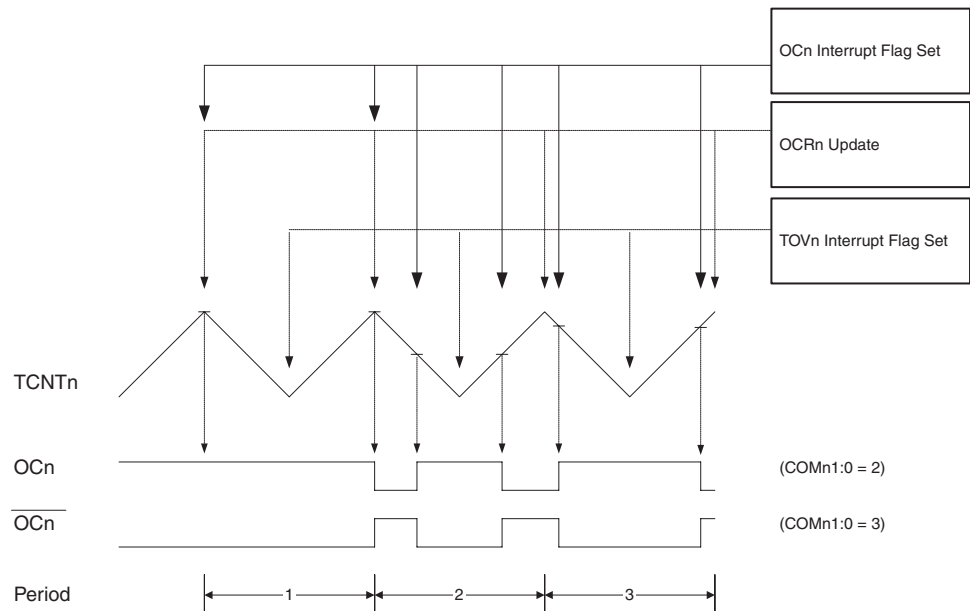 OCn Interrupt Flag Set
OCRn Update
TOVn Interrupt Flag Set
TCNTn
OCn
(COMn1:0 = 2)
OCn
(COMn1:0 = 3)
Period
1
2
3